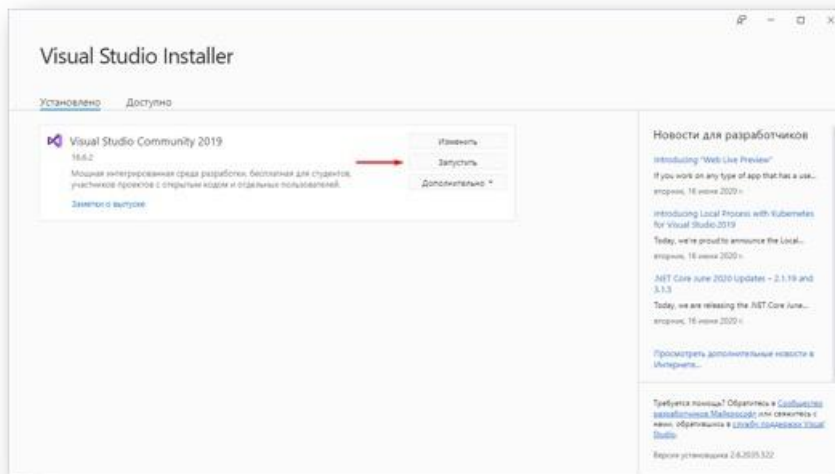 Visual Studio Installer
Установлено Доступно
Visual Studio Community 2019
16.6.2
Мощная интегрированная среда разработки, бесплатная для студентов,
участников проектов с открытым кодом и отдельных пользователей.
Заметки о выпуске
Изменить
Запустить
Дополнительно
Новости для разработчиков
Introducing "Web Live Preview"
If you work on any type of app that has a use...
вторник, 16 июня 2020 г.
Introducing Local Process with Kubernetes
for Visual Studio 2019
Today, we're proud to announce the Local...
вторник, 16 июня 2020 г.
.NET Core June 2020 Updates – 2.1.19 and
3.1.5
Today, we are releasing the .NET Core June...
вторник, 16 июня 2020 г.
Просмотреть дополнительные новости в
Интернете...
Требуется помощь? Обратитесь в Сообщество
разработчиков Майкрософт или свяжитесь с
нами, обратившись в службу поддержки Visual
Studio.
Версия установщика 2.6.2035.522